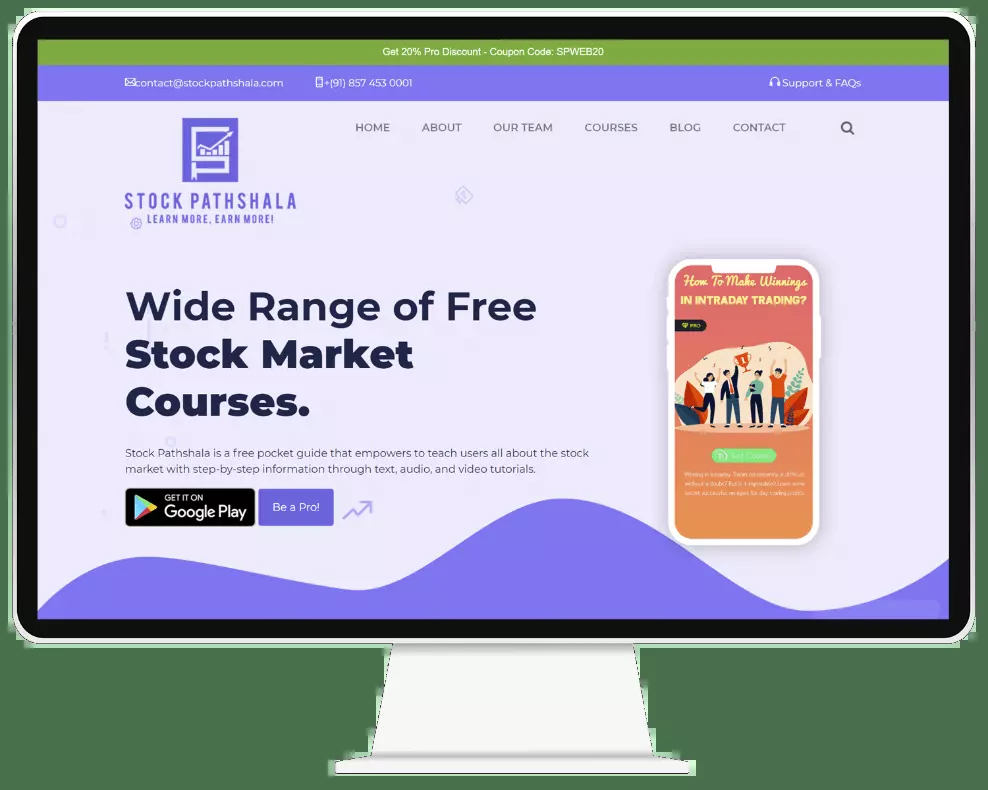 Get 20% Pro Discount - Coupon Code: SPWEB20
contact@stockpathshala.com
+(91) 857 453 0001
Support & FAQs
HOME ABOUT OUR TEAM COURSES BLOG CONTACT
STOCK PATHSHALA
LEARN MORE, EARN MORE!
Wide Range of Free
Stock Market
Courses.
Stock Pathshala is a free pocket guide that empowers to teach users all about the stock
market with step-by-step information through text, audio, and video tutorials.
GET IT ON
Google Play
Be a Pro!
How To Make Winnings
IN INTRADAY TRADING?
PRO